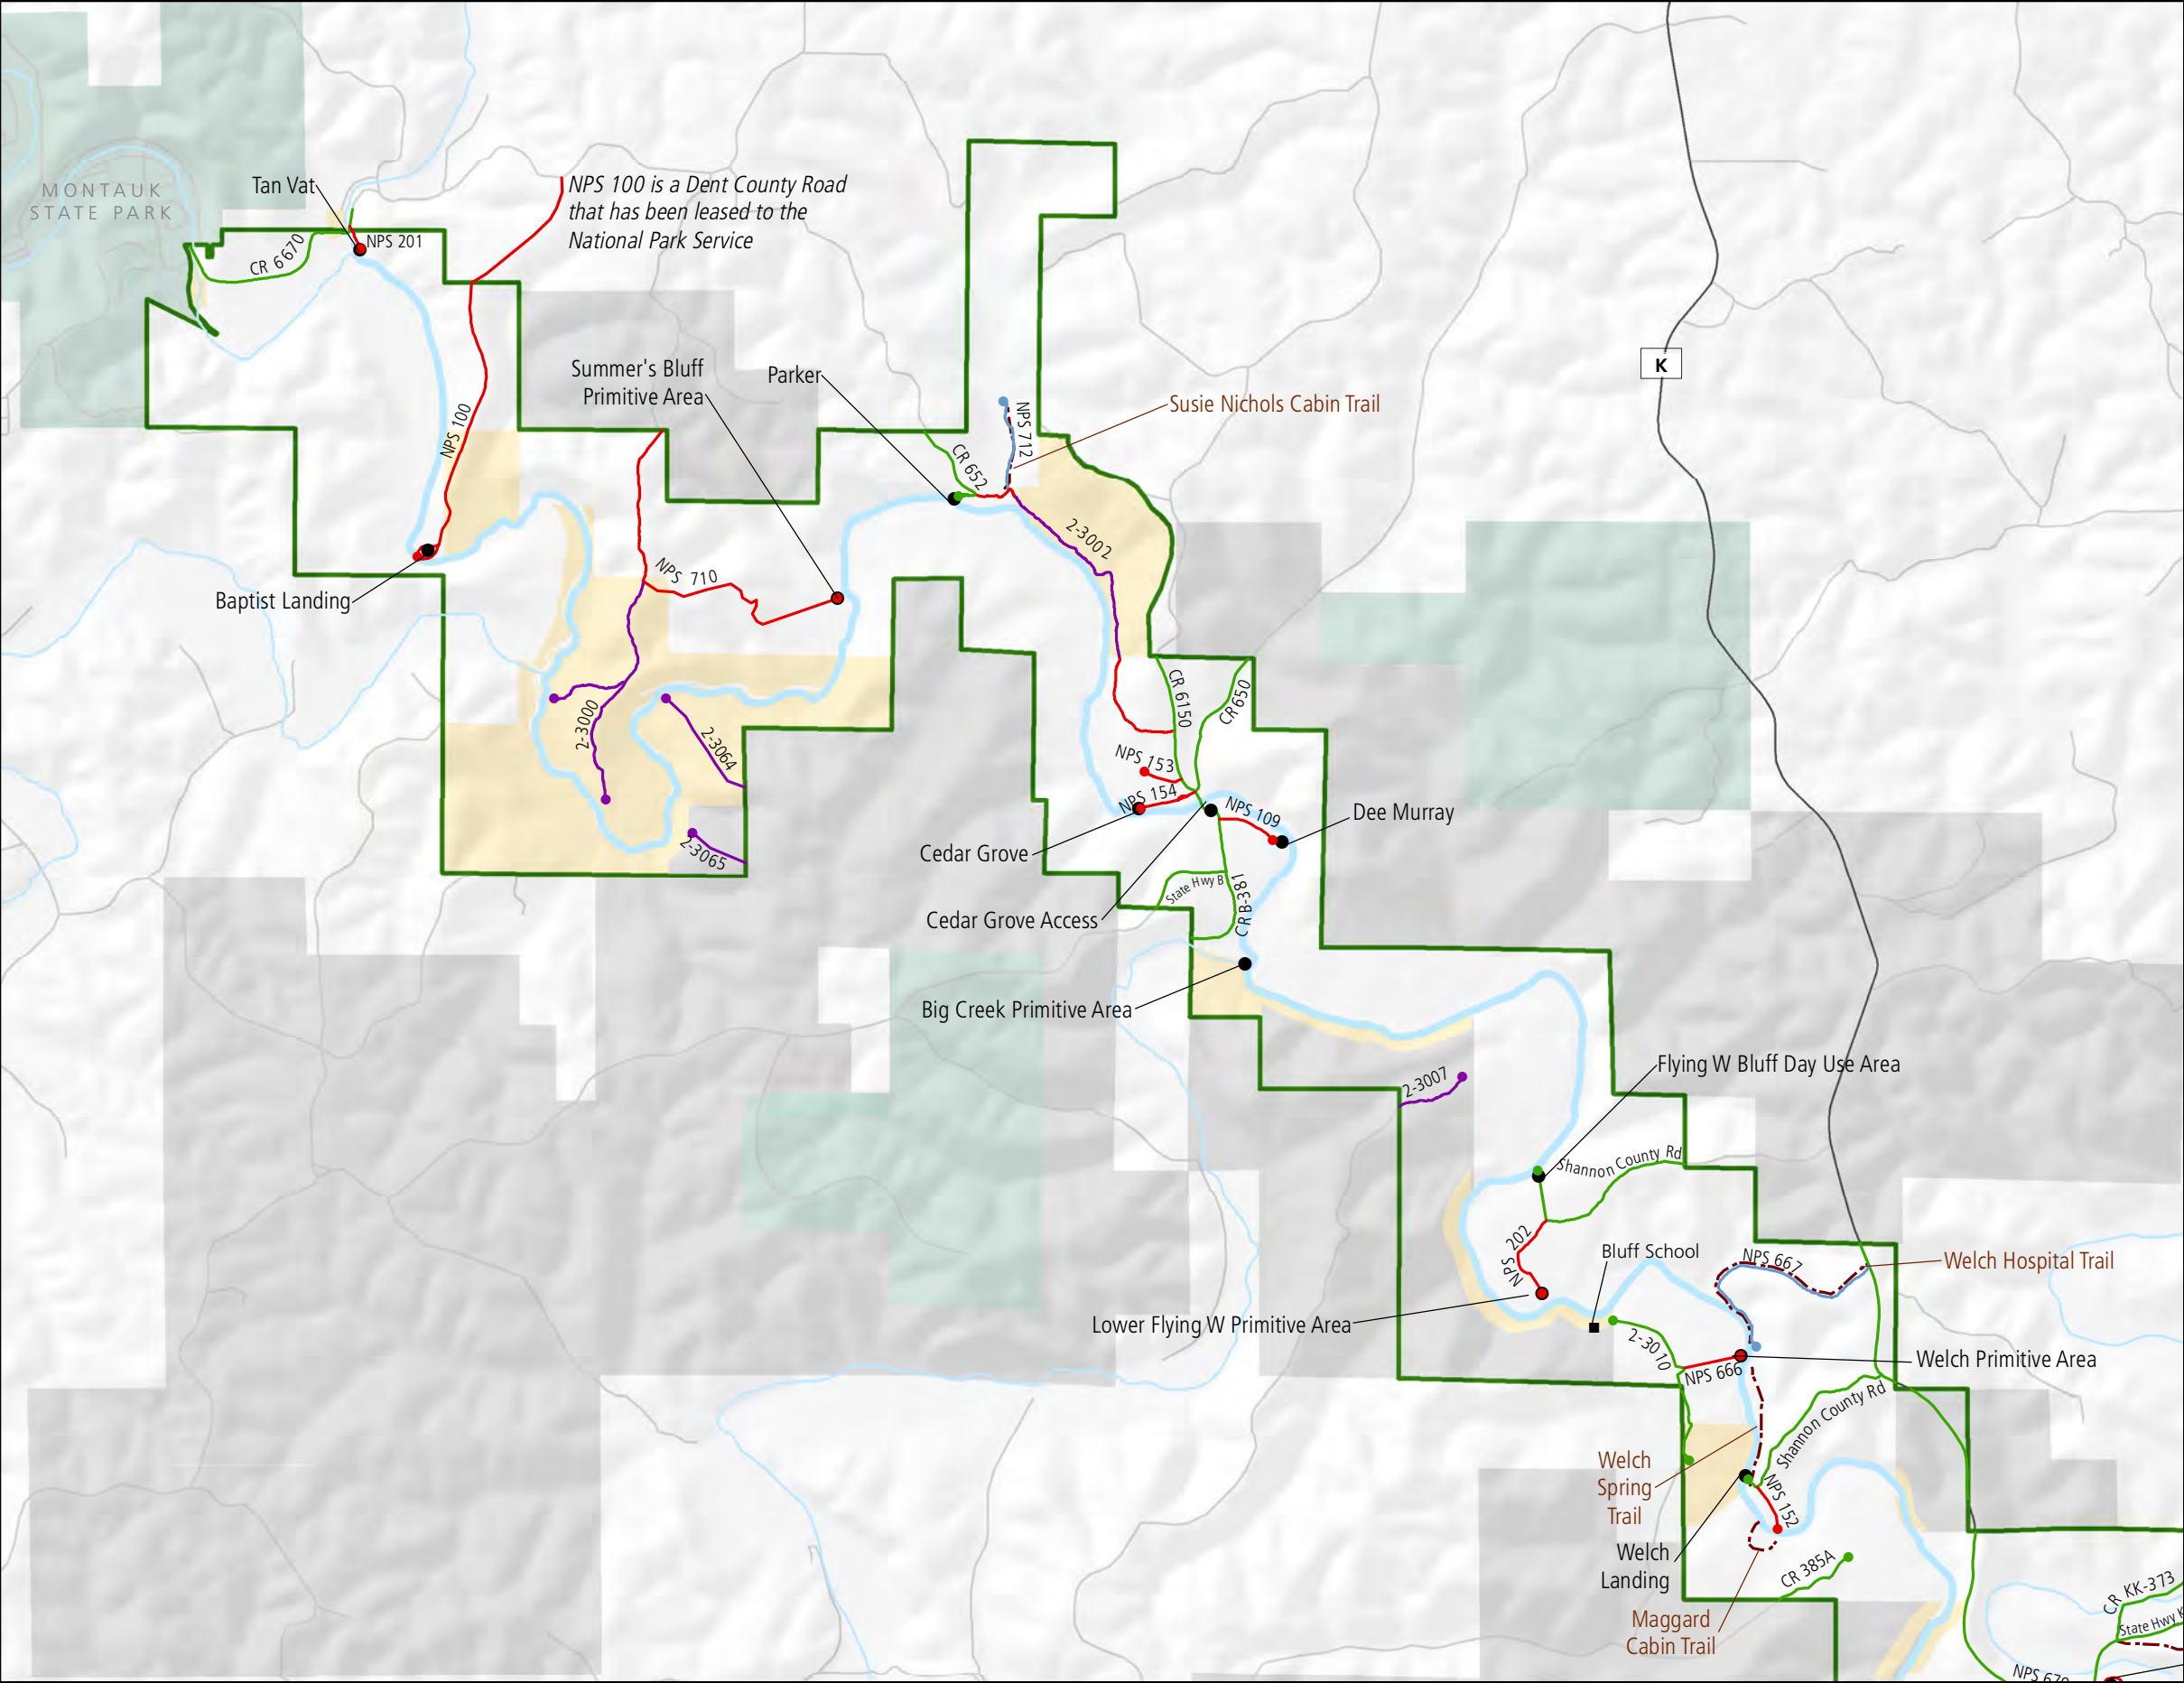 MONTAUK
STATE PARK
Tan Vat
NPS 201
CR 6670
NPS 100 is a Dent County Road
that has been leased to the
National Park Service
NPS 100
Summer's Bluff
Primitive Area
Parker
K
Susie Nichols Cabin Trail
NPS 712
CR 652
2-3002
NPS 710
Baptist Landing
2-3000
2-3064
2-3065
CR 6150
CR 650
NPS 153
NPS 154
NPS 109
Dee Murray
Cedar Grove
State Hwy B
CR B-381
Cedar Grove Access
Big Creek Primitive Area
2-3007
Flying W Bluff Day Use Area
Shannon County Rd
NPS 202
Bluff School
NPS 667
Welch Hospital Trail
Lower Flying W Primitive Area
2-3010
NPS 666
Welch Primitive Area
Shannon County Rd
Welch
Spring
Trail
NPS 152
Welch
Landing
CR 385A
Maggard
Cabin Trail
CR KK-373
State Hwy K